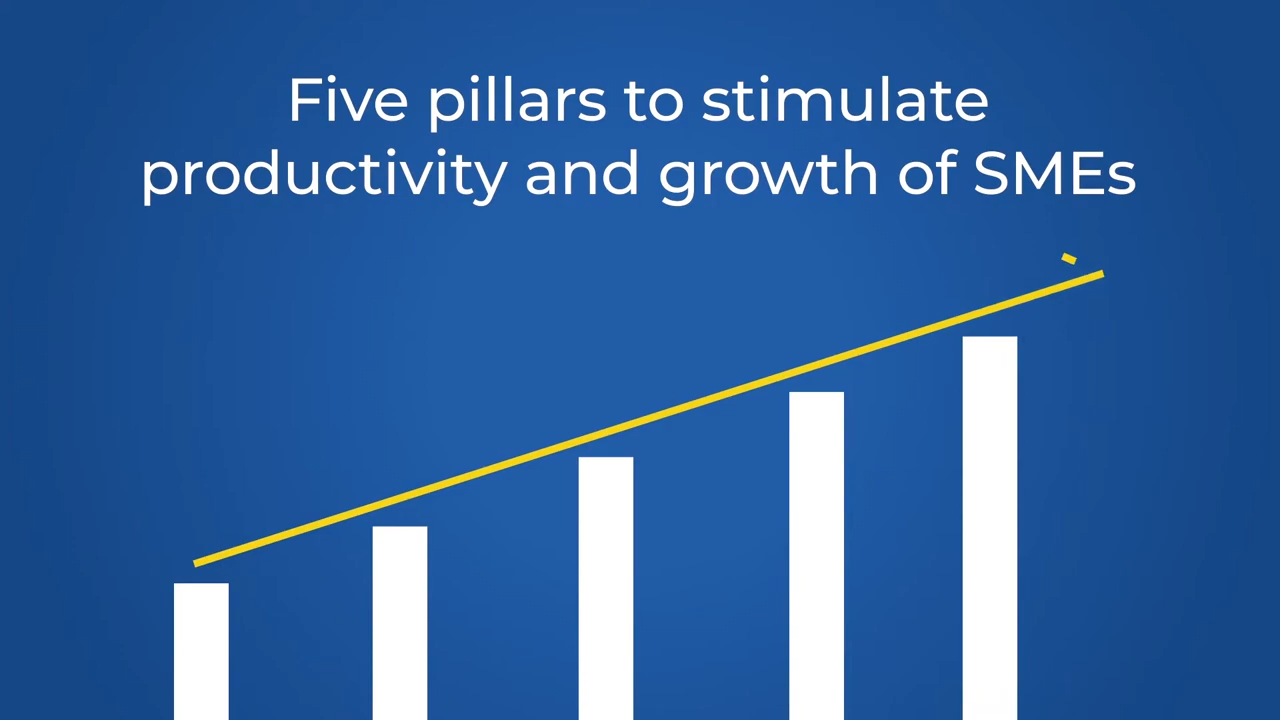 Five pillars to stimulate
productivity and growth of SMEs